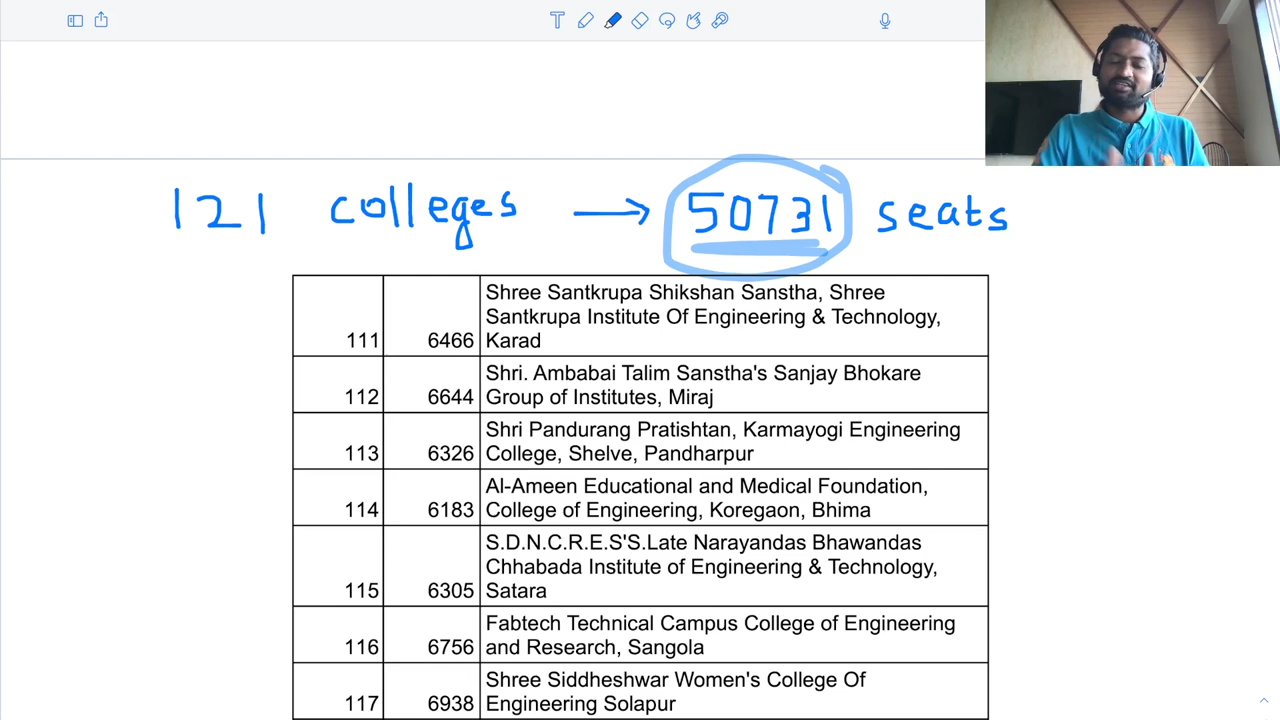 121 colleges → 50731 seats
111 6466 Shree Santkrupa Shikshan Sanstha, Shree
Santkrupa Institute Of Engineering & Technology,
Karad
112 6644 Shri. Ambabai Talim Sanstha's Sanjay Bhokare
Group of Institutes, Miraj
113 6326 Shri Pandurang Pratishtan, Karmayogi Engineering
College, Shelve, Pandharpur
114 6183 Al-Ameen Educational and Medical Foundation,
College of Engineering, Koregaon, Bhima
115 6305 S.D.N.C.R.E.S'S.Late Narayandas Bhawandas
Chhabada Institute of Engineering & Technology,
Satara
116 6756 Fabtech Technical Campus College of Engineering
and Research, Sangola
117 6938 Shree Siddheshwar Women's College Of
Engineering Solapur